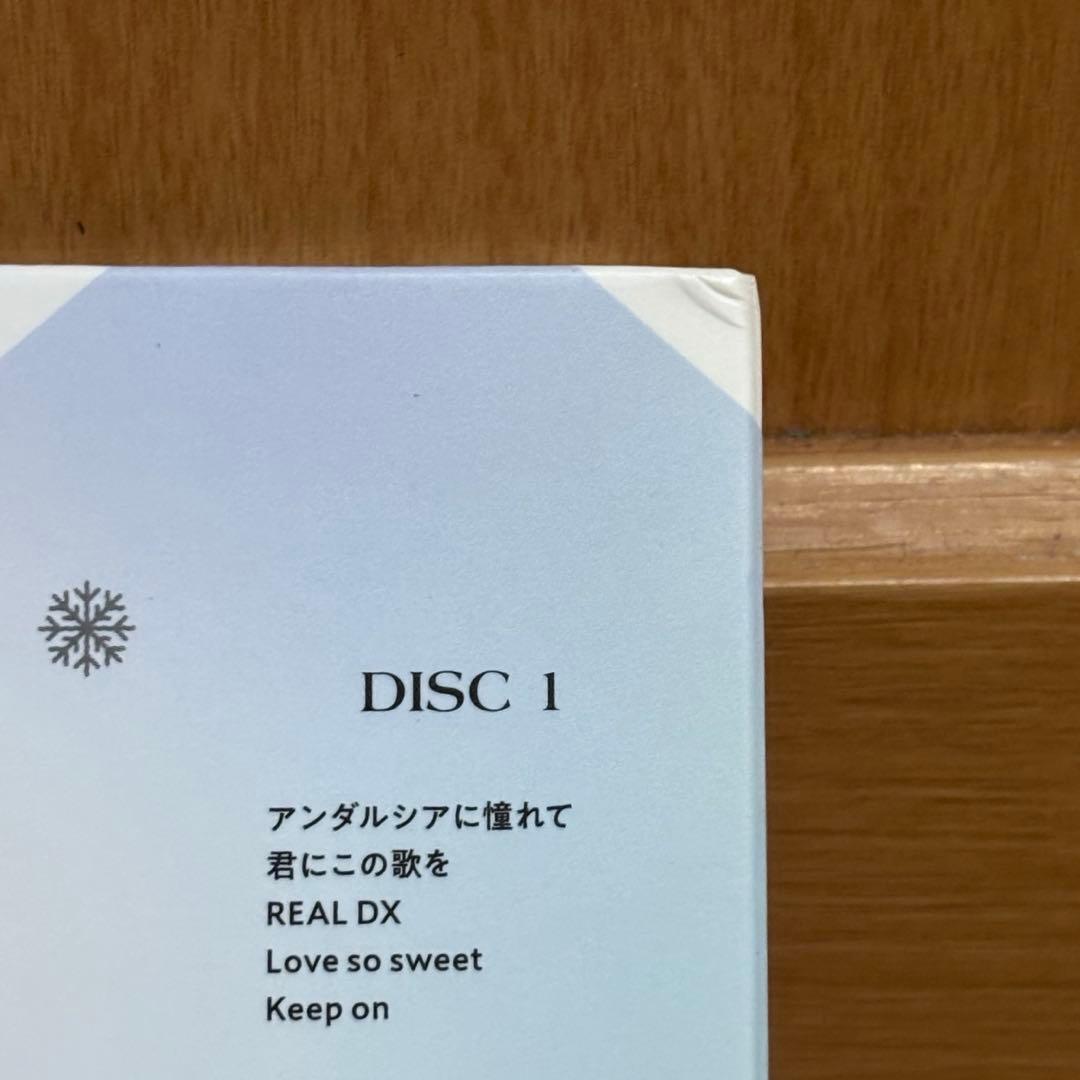 DISC 1
アンダルシアに憧れて
君にこの歌を
REAL DX
Love so sweet
Keep on